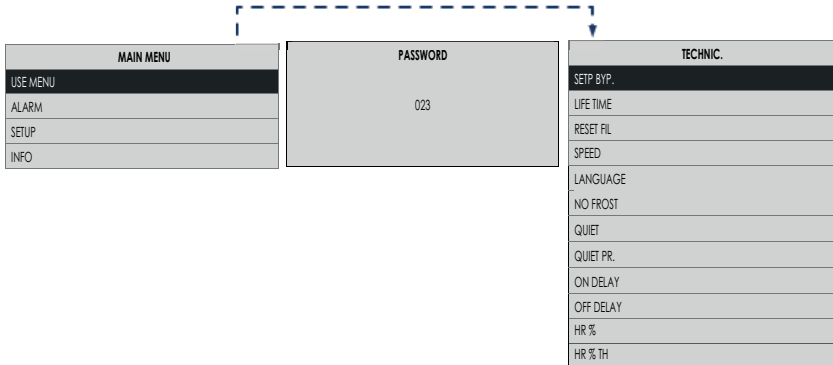 MAIN MENU
USE MENU
ALARM
SETUP
INFO
PASSWORD
023
TECHNIC.
SETP BYP.
LIFE TIME
RESET FIL
SPEED
LANGUAGE
NO FROST
QUIET
QUIET PR.
ON DELAY
OFF DELAY
HR %
HR % TH